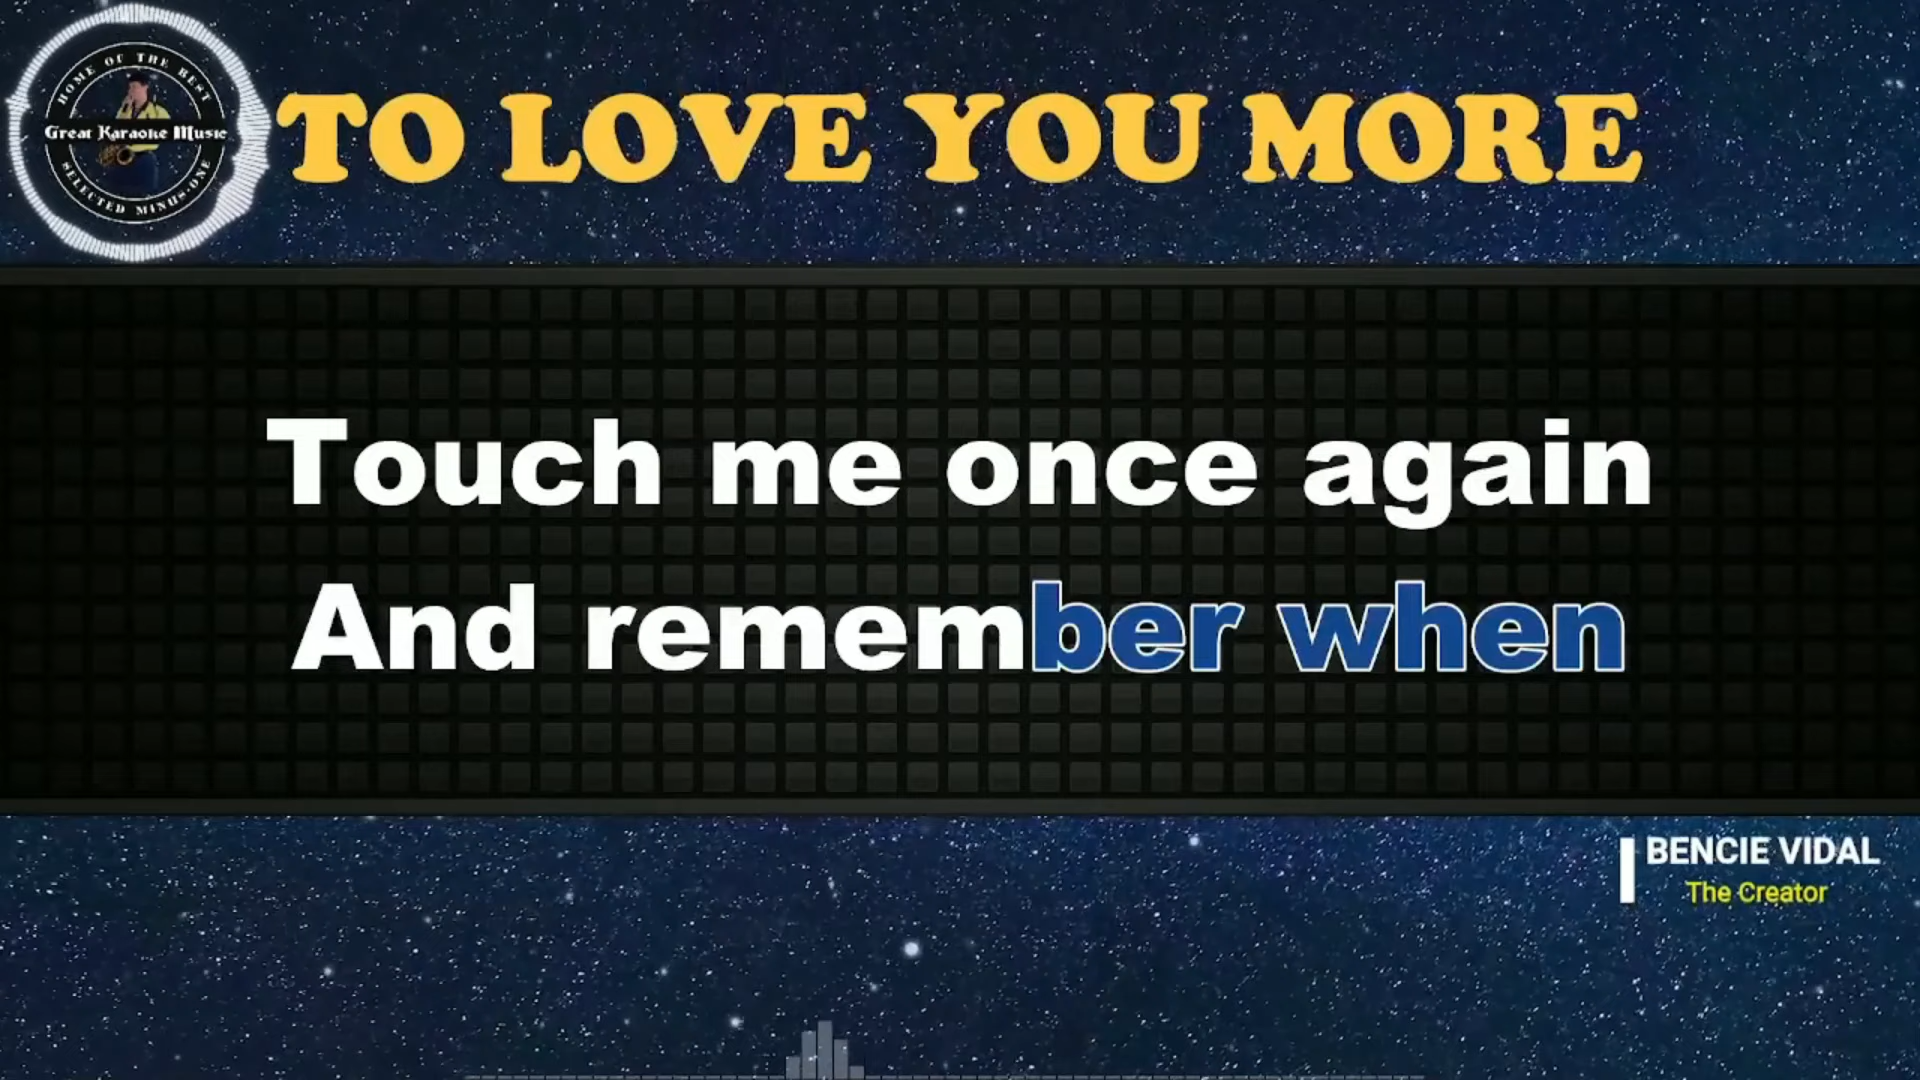 HOME OF THE BEST
Great Karaoke Music
SELECTED MINUS-ONE
TO LOVE YOU MORE
Touch me once again
And remember when
BENCIE VIDAL
The Creator